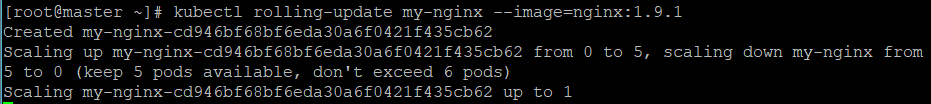 [root@master ~]# kubectl rolling-update my-nginx --image=nginx:1.9.1
Created my-nginx-cd946bf68bf6eda30a6f0421f435cb62
Scaling up my-nginx-cd946bf68bf6eda30a6f0421f435cb62 from 0 to 5, scaling down my-nginx from
5 to 0 (keep 5 pods available, don't exceed 6 pods)
Scaling my-nginx-cd946bf68bf6eda30a6f0421f435cb62 up to 1